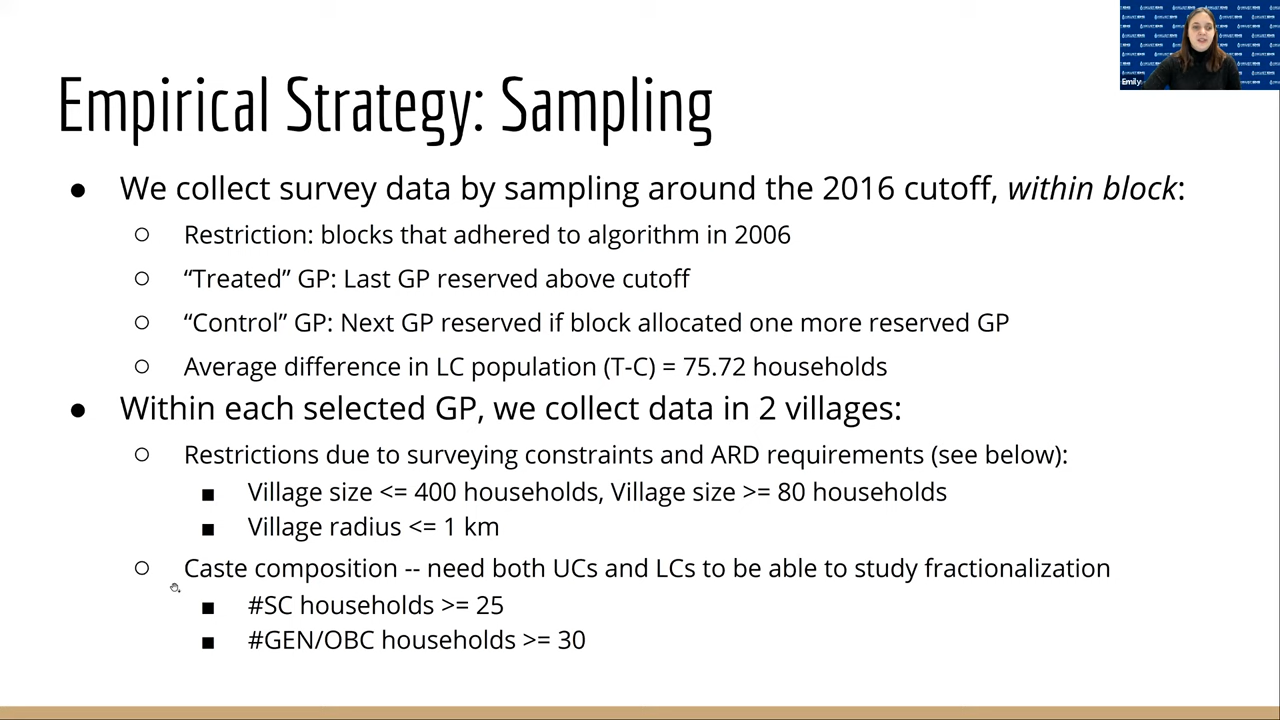 Empirical Strategy: Sampling
● We collect survey data by sampling around the 2016 cutoff, within block:
○ Restriction: blocks that adhered to algorithm in 2006
○ “Treated” GP: Last GP reserved above cutoff
○ “Control” GP: Next GP reserved if block allocated one more reserved GP
○ Average difference in LC population (T-C) = 75.72 households
● Within each selected GP, we collect data in 2 villages:
○ Restrictions due to surveying constraints and ARD requirements (see below):
■ Village size <= 400 households, Village size >= 80 households
■ Village radius <= 1 km
○ Caste composition -- need both UCs and LCs to be able to study fractionalization
■ #SC households >= 25
■ #GEN/OBC households >= 30
Emily